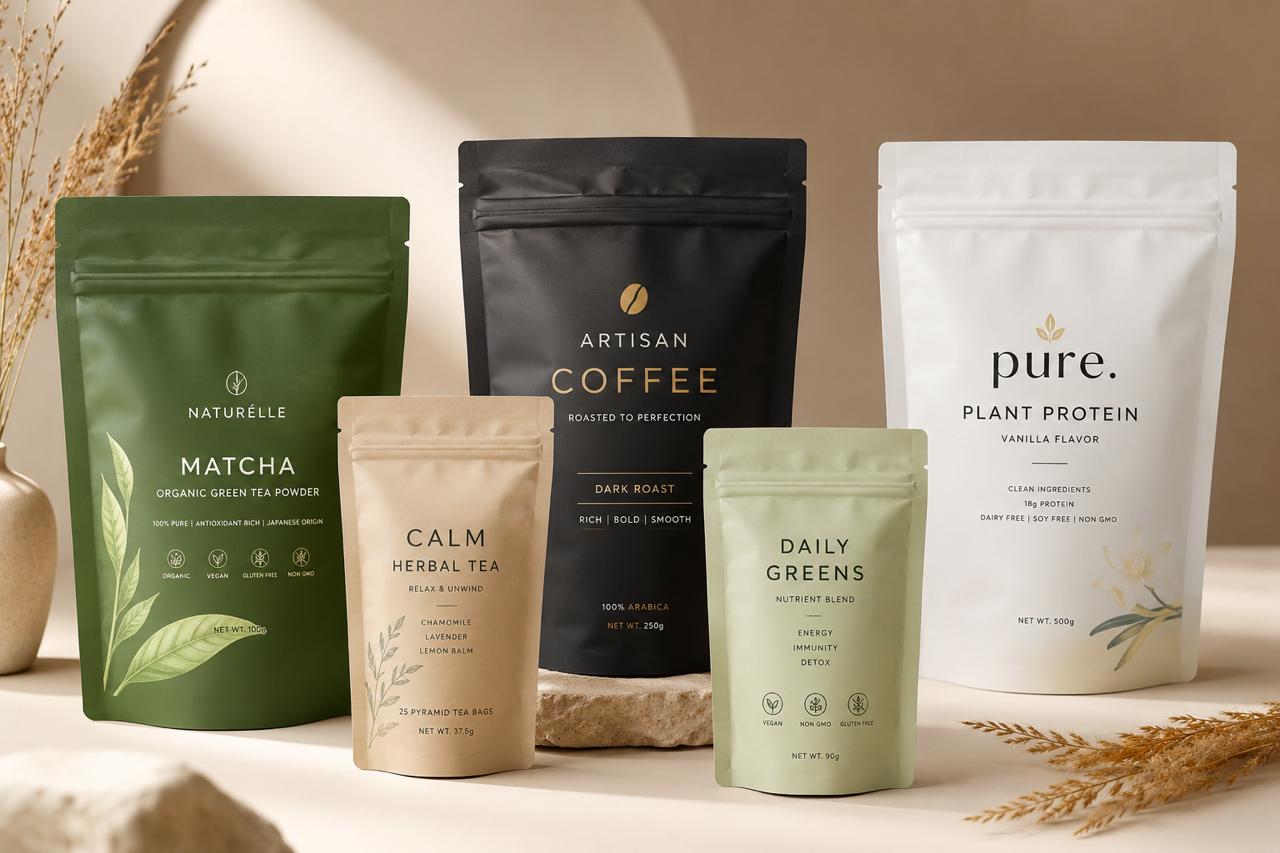 NATURÉLLE
MATCHA
ORGANIC GREEN TEA POWDER
100% PURE | ANTIOXIDANT RICH | JAPANESE ORIGIN
ORGANIC VEGAN GLUTEN FREE NON GMO
NET WT. 100g
CALM
HERBAL TEA
RELAX & UNWIND
CHAMOMILE
LAVENDER
LEMON BALM
25 PYRAMID TEA BAGS
NET WT. 37.5g
ARTISAN
COFFEE
ROASTED TO PERFECTION
DARK ROAST
RICH | BOLD | SMOOTH
100% ARABICA
NET WT. 250g
DAILY
GREENS
NUTRIENT BLEND
ENERGY
IMMUNITY
DETOX
VEGAN NON GMO GLUTEN FREE
NET WT. 90g
pure.
PLANT PROTEIN
VANILLA FLAVOR
CLEAN INGREDIENTS
18g PROTEIN
DAIRY FREE | SOY FREE | NON GMO
NET WT. 500g